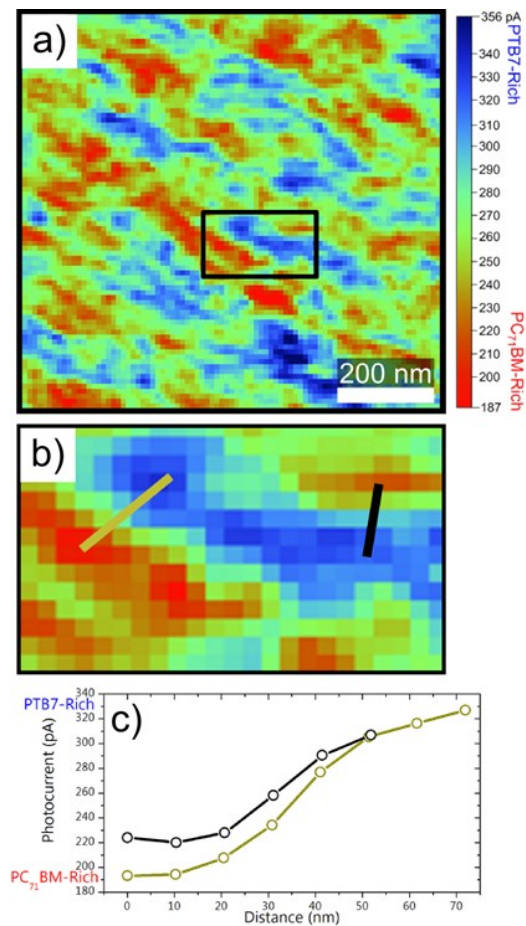 a)
356 pA
340
330
320
310
300
290
280
270
260
250
240
230
220
210
200
187
PTB7-Rich
PC₇₁BM-Rich
200 nm
b)
c)
340
PTB7-Rich
320
300
280
260
240
220
200
PC₇₁BM-Rich
180
Photocurrent (pA)
0 10 20 30 40 50 60 70
Distance (nm)